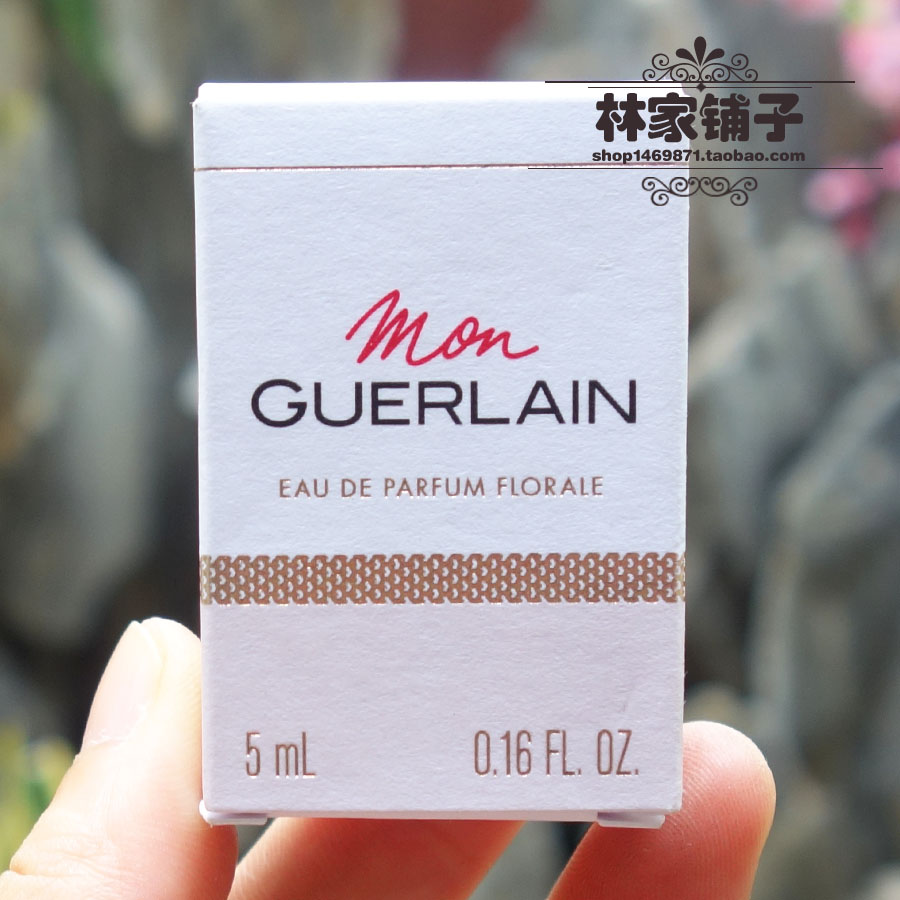 林家铺子
shop1469871.taobao.com
Mon
GUERLAIN
EAU DE PARFUM FLORALE
5 mL 0.16 FL. OZ.